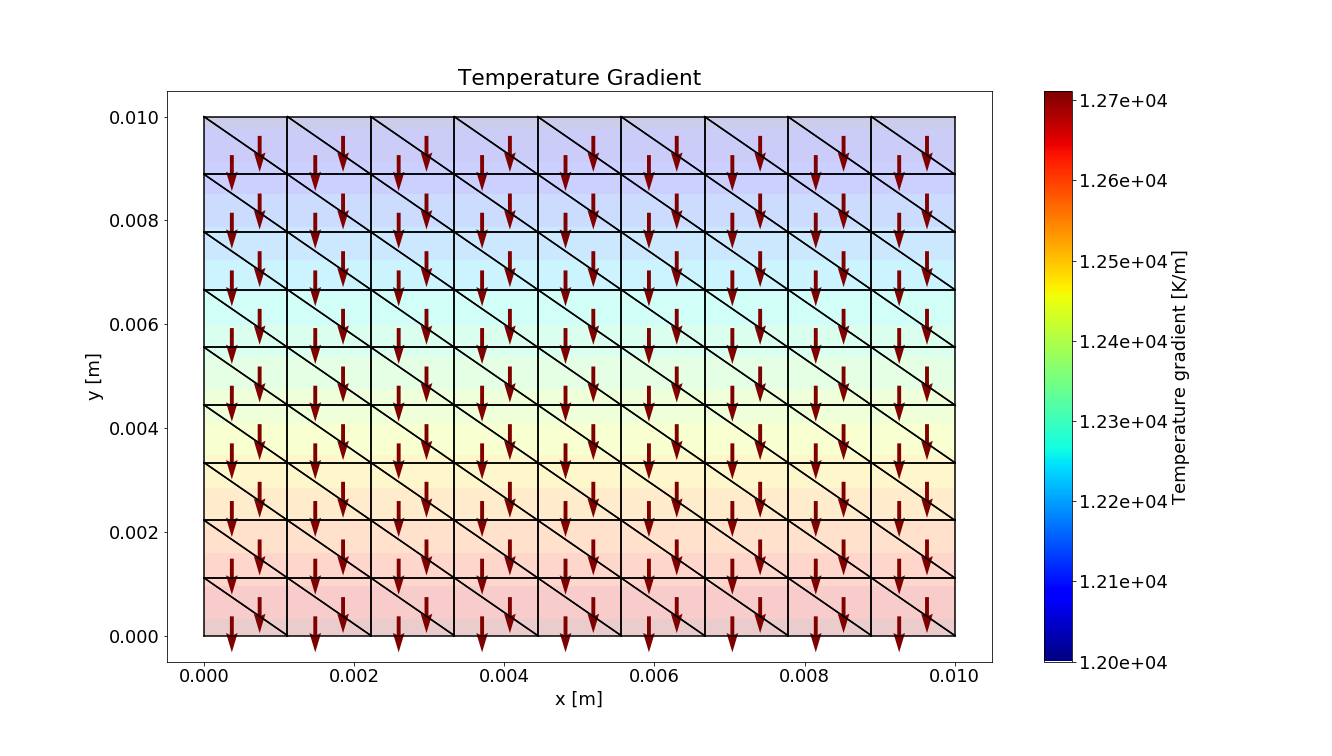 Temperature Gradient
0.010
0.008
0.006
0.004
0.002
0.000
y [m]
0.000 0.002 0.004 0.006 0.008 0.010
x [m]
1.27e+04
1.26e+04
1.25e+04
1.24e+04
1.23e+04
1.22e+04
1.21e+04
1.20e+04
Temperature gradient [K/m]